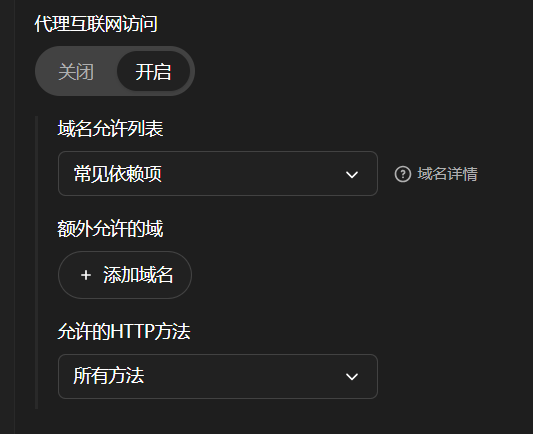 代理互联网访问
关闭 开启
域名允许列表
常见依赖项
域名详情
额外允许的域
+ 添加域名
允许的HTTP方法
所有方法